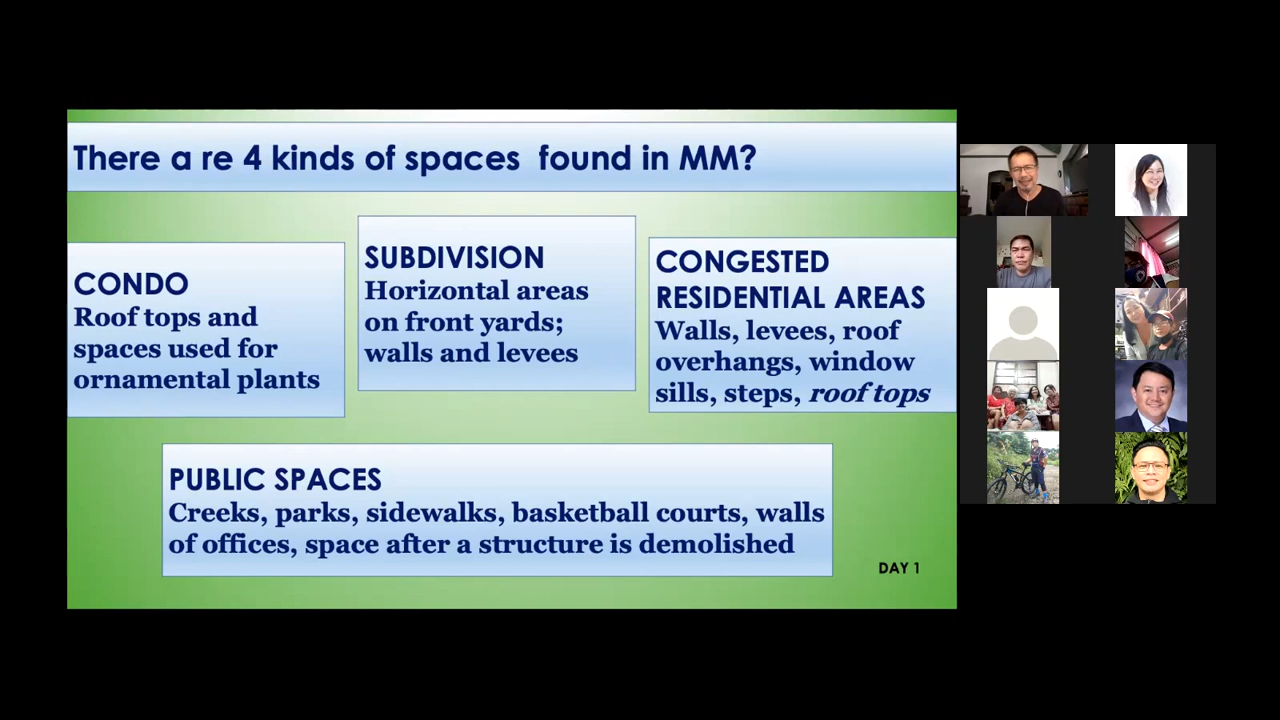 There a re 4 kinds of spaces found in MM?
CONDO
Roof tops and
spaces used for
ornamental plants
SUBDIVISION
Horizontal areas
on front yards;
walls and levees
CONGESTED
RESIDENTIAL AREAS
Walls, levees, roof
overhangs, window
sills, steps, roof tops
PUBLIC SPACES
Creeks, parks, sidewalks, basketball courts, walls
of offices, space after a structure is demolished
DAY 1